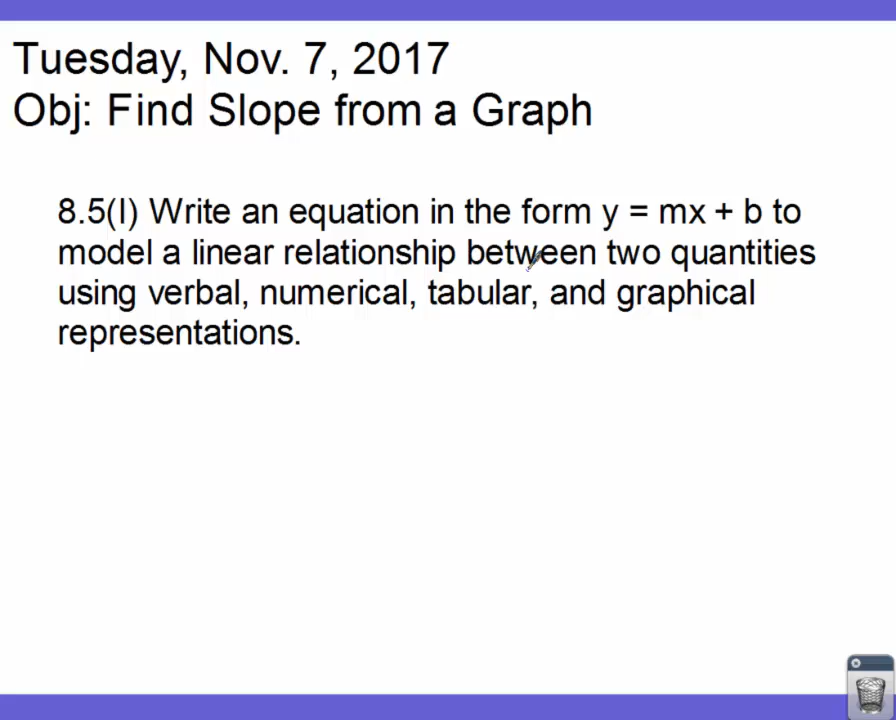 Tuesday, Nov. 7, 2017
Obj: Find Slope from a Graph
8.5(I) Write an equation in the form y = mx + b to
model a linear relationship between two quantities
using verbal, numerical, tabular, and graphical
representations.